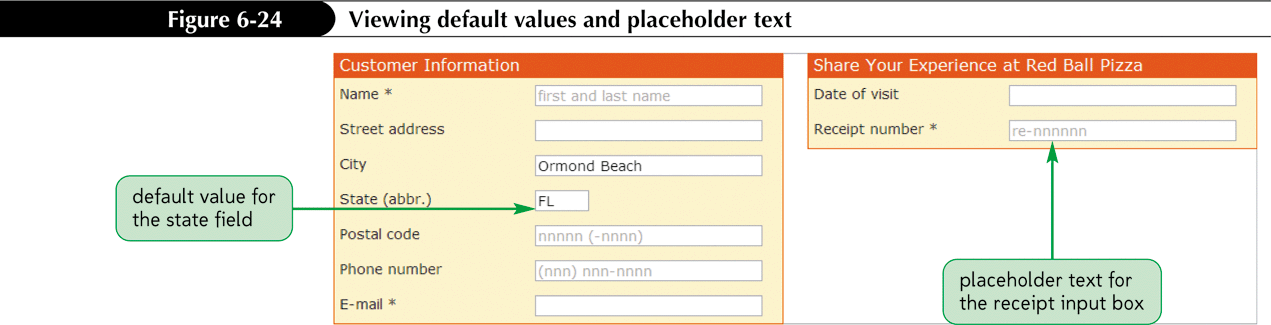 Figure 6-24 Viewing default values and placeholder text
Customer Information
Name * first and last name
Street address
City Ormond Beach
State (abbr.) FL
Postal code nnnnn (-nnnn)
Phone number (nnn) nnn-nnnn
E-mail *
default value for
the state field
Share Your Experience at Red Ball Pizza
Date of visit
Receipt number * re-nnnnnn
placeholder text for
the receipt input box